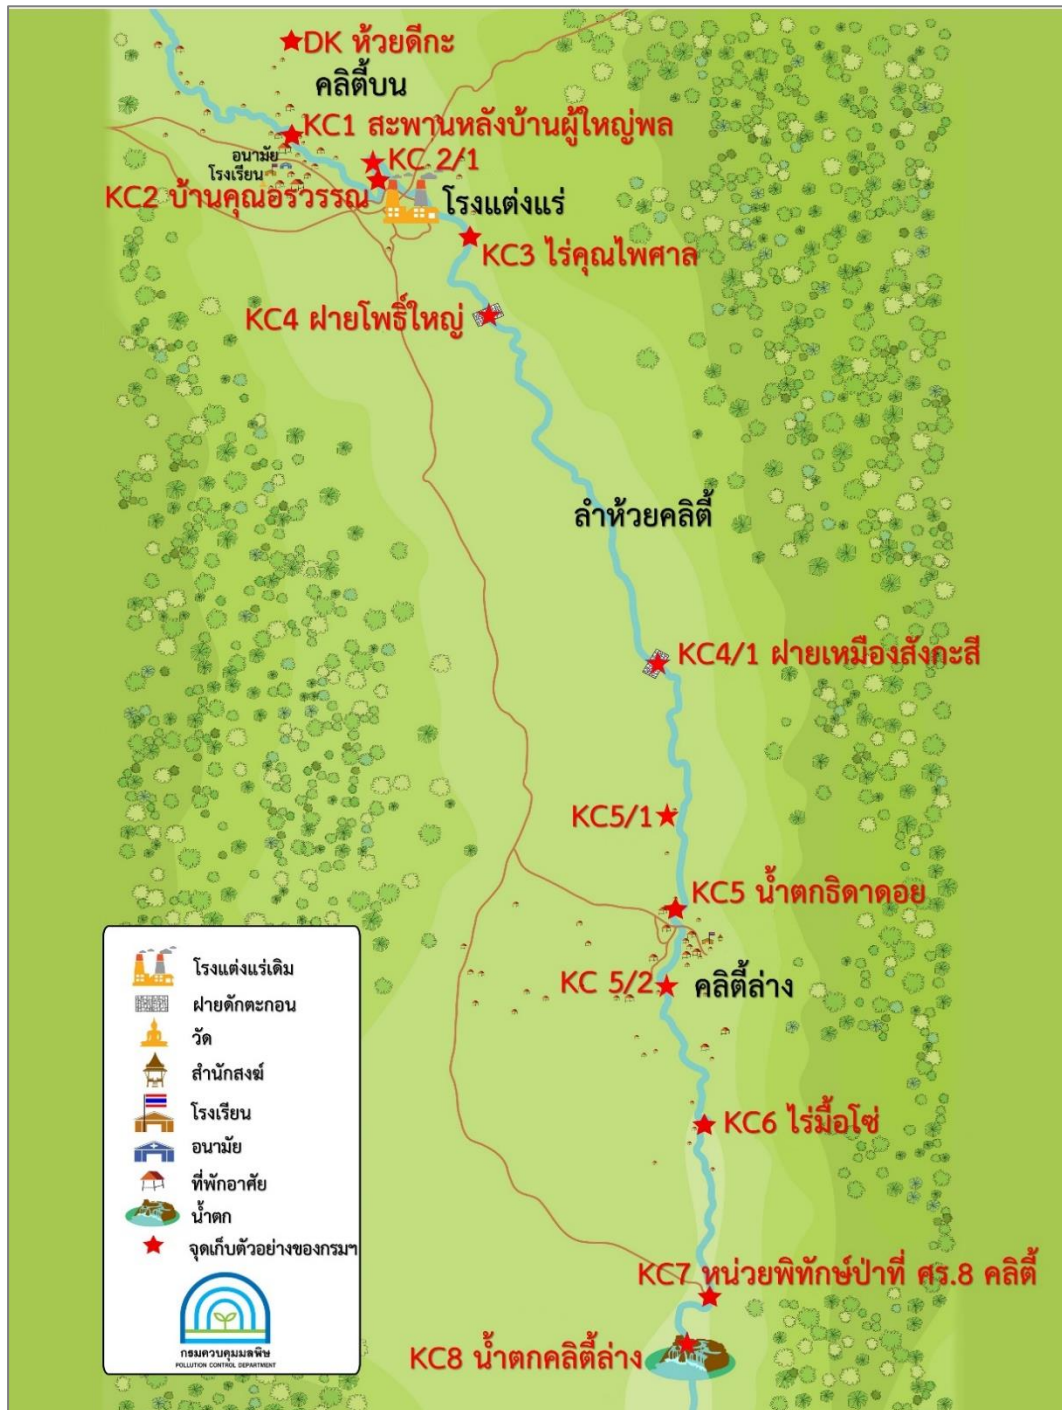 DK ห้วยดีกะ
คลิตี้บน
KC1 สะพานหลังบ้านผู้ใหญ่พล
KC 2/1
อนามัย
โรงเรียน
KC2 บ้านคุณอรวรรณ
โรงแต่งแร่
KC3 ไร่คุณไพศาล
KC4 ฝายโพธิ์ใหญ่
ลำห้วยคลิตี้
KC4/1 ฝายเหมืองสังกะสี
KC5/1
KC5 น้ำตกธิดาดอย
KC 5/2
คลิตี้ล่าง
KC6 ไร่มื้อโซ่
KC7 หน่วยพิทักษ์ป่าที่ ศร.8 คลิตี้
KC8 น้ำตกคลิตี้ล่าง
โรงแต่งแร่เดิม
ฝายดักตะกอน
วัด
สำนักสงฆ์
โรงเรียน
อนามัย
ที่พักอาศัย
น้ำตก
จุดเก็บตัวอย่างของกรมฯ
กรมควบคุมมลพิษ
POLLUTION CONTROL DEPARTMENT